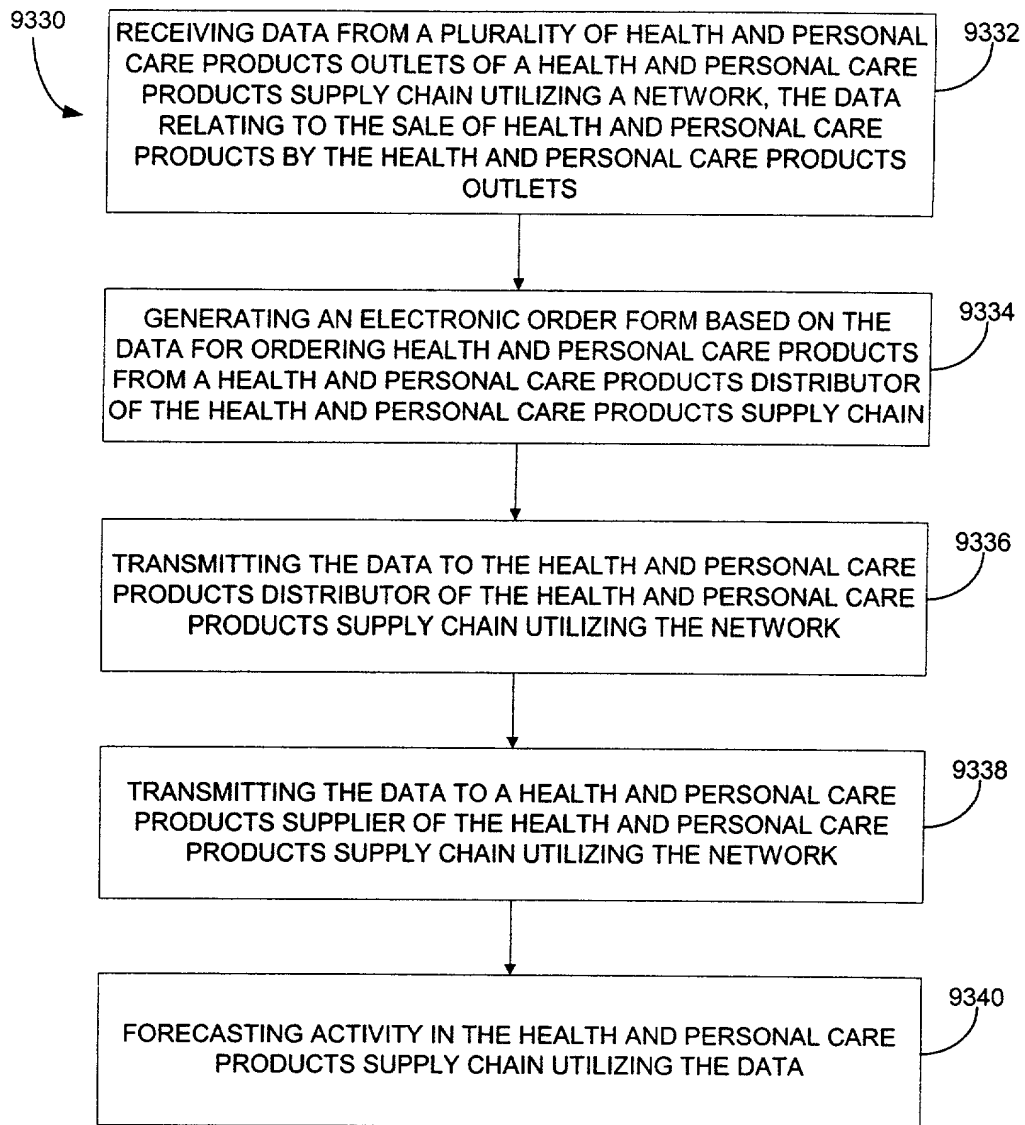 9330
RECEIVING DATA FROM A PLURALITY OF HEALTH AND PERSONAL
CARE PRODUCTS OUTLETS OF A HEALTH AND PERSONAL CARE
PRODUCTS SUPPLY CHAIN UTILIZING A NETWORK, THE DATA
RELATING TO THE SALE OF HEALTH AND PERSONAL CARE
PRODUCTS BY THE HEALTH AND PERSONAL CARE PRODUCTS
OUTLETS
9332
GENERATING AN ELECTRONIC ORDER FORM BASED ON THE
DATA FOR ORDERING HEALTH AND PERSONAL CARE PRODUCTS
FROM A HEALTH AND PERSONAL CARE PRODUCTS DISTRIBUTOR
OF THE HEALTH AND PERSONAL CARE PRODUCTS SUPPLY CHAIN
9334
TRANSMITTING THE DATA TO THE HEALTH AND PERSONAL CARE
PRODUCTS DISTRIBUTOR OF THE HEALTH AND PERSONAL CARE
PRODUCTS SUPPLY CHAIN UTILIZING THE NETWORK
9336
TRANSMITTING THE DATA TO A HEALTH AND PERSONAL CARE
PRODUCTS SUPPLIER OF THE HEALTH AND PERSONAL CARE
PRODUCTS SUPPLY CHAIN UTILIZING THE NETWORK
9338
FORECASTING ACTIVITY IN THE HEALTH AND PERSONAL CARE
PRODUCTS SUPPLY CHAIN UTILIZING THE DATA
9340